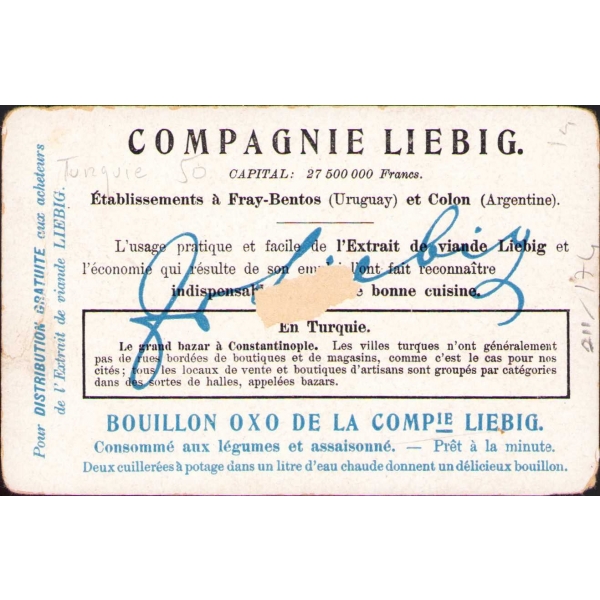 COMPAGNIE LIEBIG.
CAPITAL: 27 500 000 Francs.
Établissements à Fray-Bentos (Uruguay) et Colon (Argentine).
L'usage pratique et facile de l'Extrait de viande Liebig et
l'économie qui résulte de son l'ont fait reconnaître
bonne cuisine.
En Turquie.
Le grand bazar à Constantinople. Les villes turques n'ont généralement
pas de rues bordées de boutiques et de magasins, comme c'est le cas pour nos
cités; tous les locaux de vente et boutiques d'artisans sont groupés par catégories
dans des sortes de halles, appelées bazars.
BOUILLON OXO DE LA COMPIE LIEBIG.
Consommé aux légumes et assaisonné. — Prêt à la minute.
Deux cuillerées à potage dans un litre d'eau chaude donnent un délicieux bouillon.
Pour DISTRIBUTION GRATUITE aux acheteurs
de l'Extrait de viande LIEBIG.
Turquie 50
JvLiebig